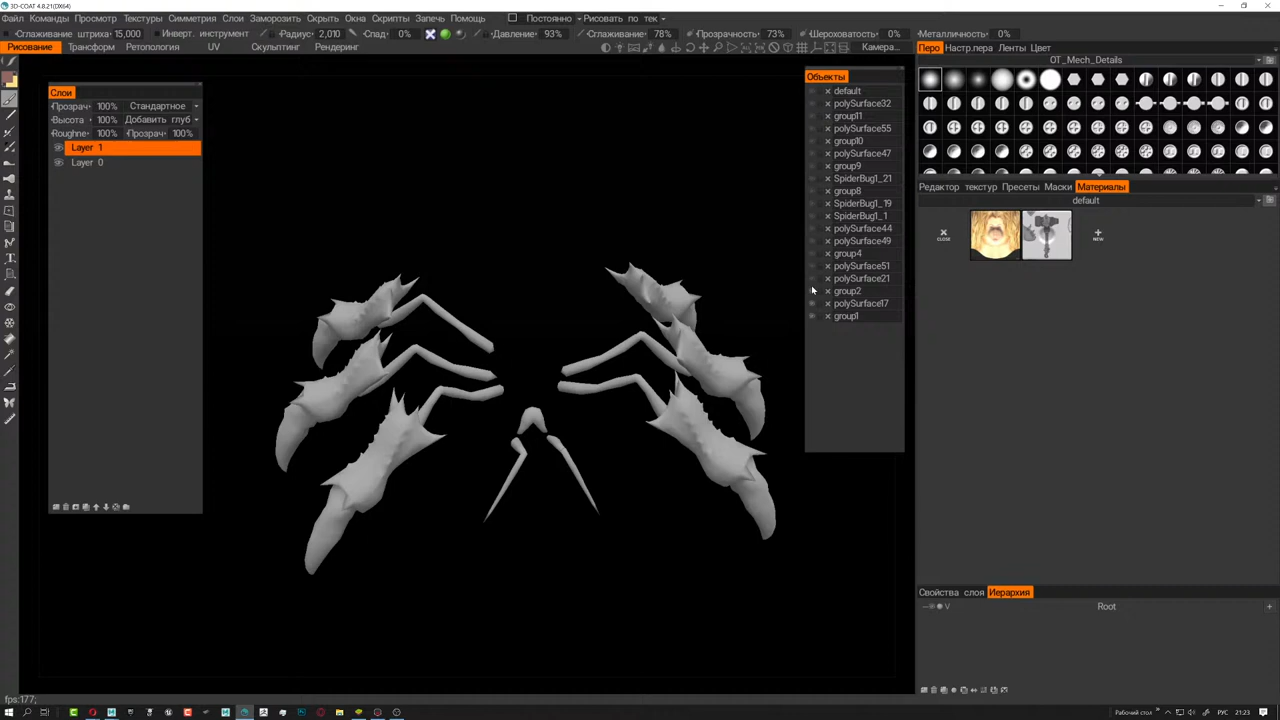 3D-COAT 4.8.21(DX64)
Файл Команды Просмотр Текстуры Симметрия Слои Заморозить Скрыть Окна Скрипты Запечь Помощь Постоянно Рисовать по тек
Сглаживание штриха 15,000 Инверт. инструмент Радиус 2,010 Спад 0% Давление 93% Сглаживание 78% Прозрачность 73% Шероховатость 0% Металличность 0%
Рисование Трансформ Ретопология UV Скульптинг Рендеринг Камера...
Перо Настр.пера Ленты Цвет
OT_Mech_Details
Слои
Прозрач 100% Стандартное
Высота 100% Добавить глуб
Roughne 100% Прозрач 100%
Layer 1
Layer 0
Объекты
default
polySurface32
group11
polySurface55
group10
polySurface47
group9
SpiderBug1_21
group8
SpiderBug1_19
SpiderBug1_1
polySurface44
polySurface49
group4
polySurface51
polySurface21
group2
polySurface17
group1
Редактор текстур Пресеты Маски Материалы
default
CLOSE
NEW
Свойства слоя Иерархия
V Root
fps:177;
Рабочий стол РУС 21:23